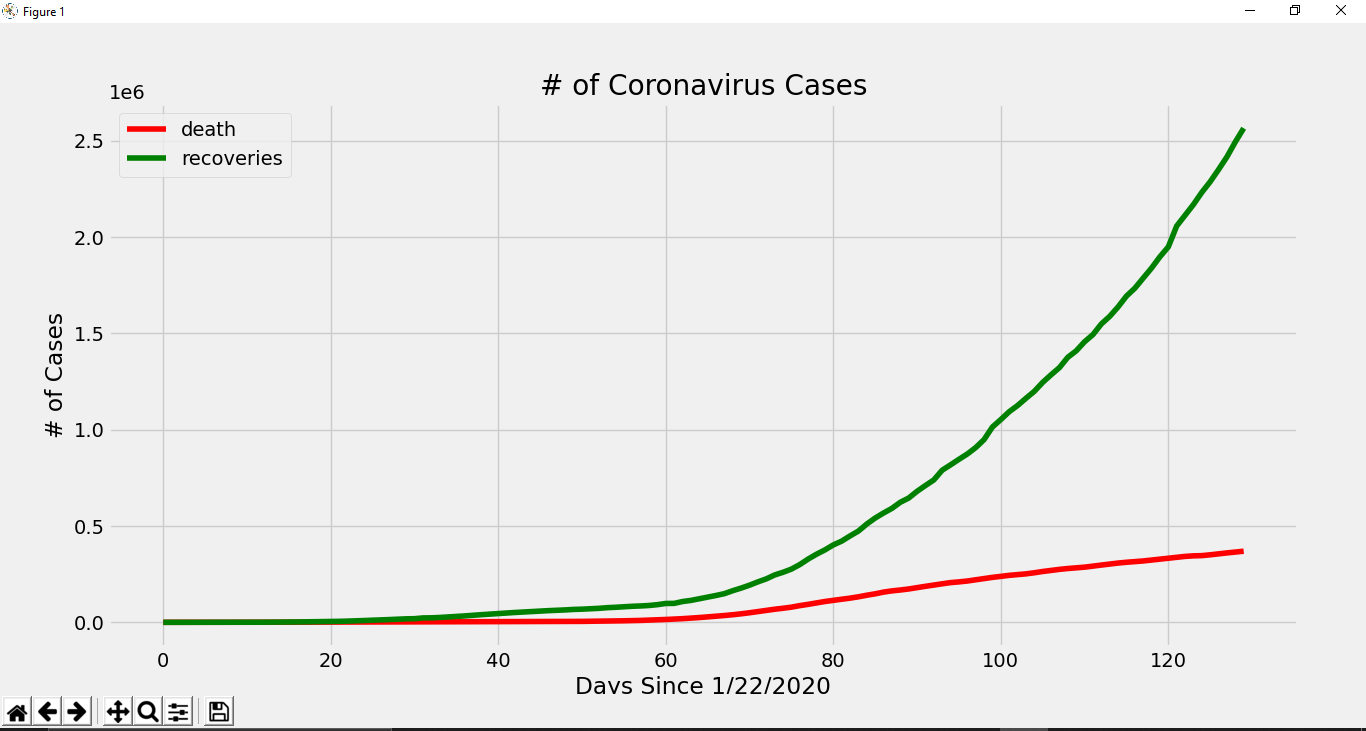 Figure 1
# of Coronavirus Cases
1e6
death
recoveries
2.5
2.0
1.5
1.0
0.5
0.0
# of Cases
0 20 40 60 80 100 120
Days Since 1/22/2020